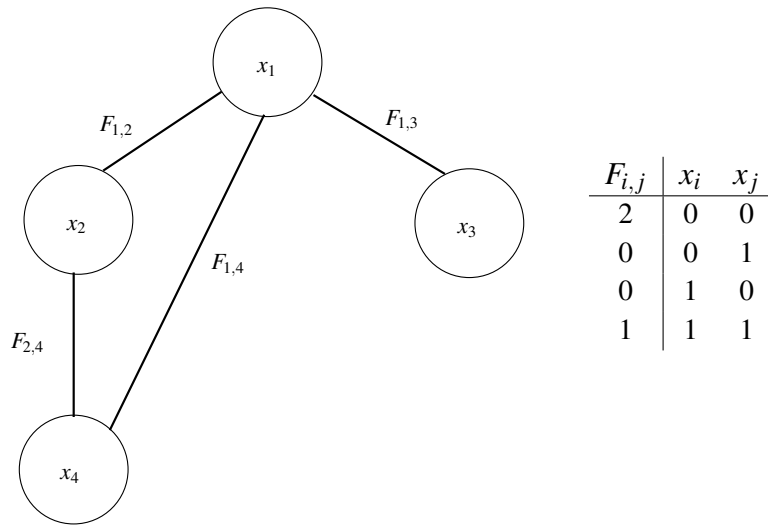 x₁
F₁,₂
F₁,₃
x₂
x₃
F₁,₄
F₂,₄
x₄
Fᵢ,ⱼ xᵢ xⱼ
2 0 0
0 0 1
0 1 0
1 1 1